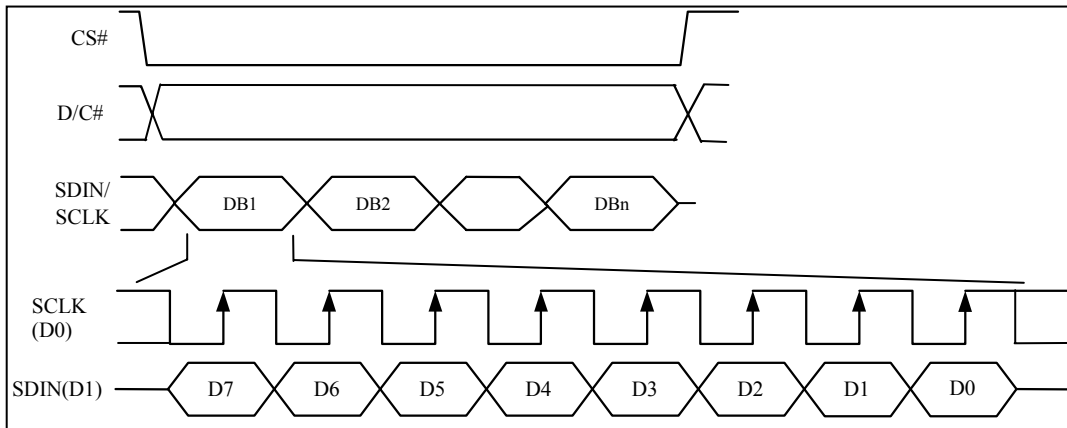 CS#
D/C#
SDIN/
SCLK
DB1 DB2 DBn
SCLK
(D0)
SDIN(D1) D7 D6 D5 D4 D3 D2 D1 D0